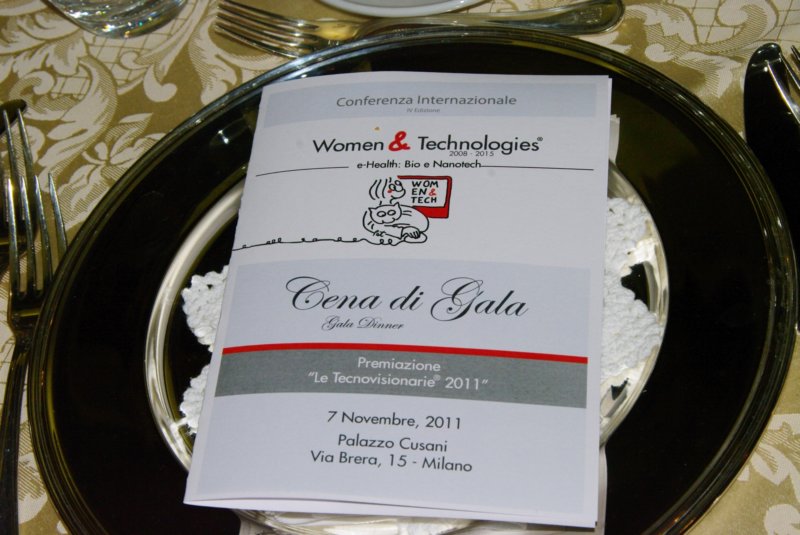 Conferenza Internazionale
IV Edizione
Women & Technologies®
2008 - 2015
e-Health: Bio e Nanotech
WOM
EN&
TECH
Cena di Gala
Gala Dinner
Premiazione
"Le Tecnovisionarie® 2011"
7 Novembre, 2011
Palazzo Cusani
Via Brera, 15 - Milano